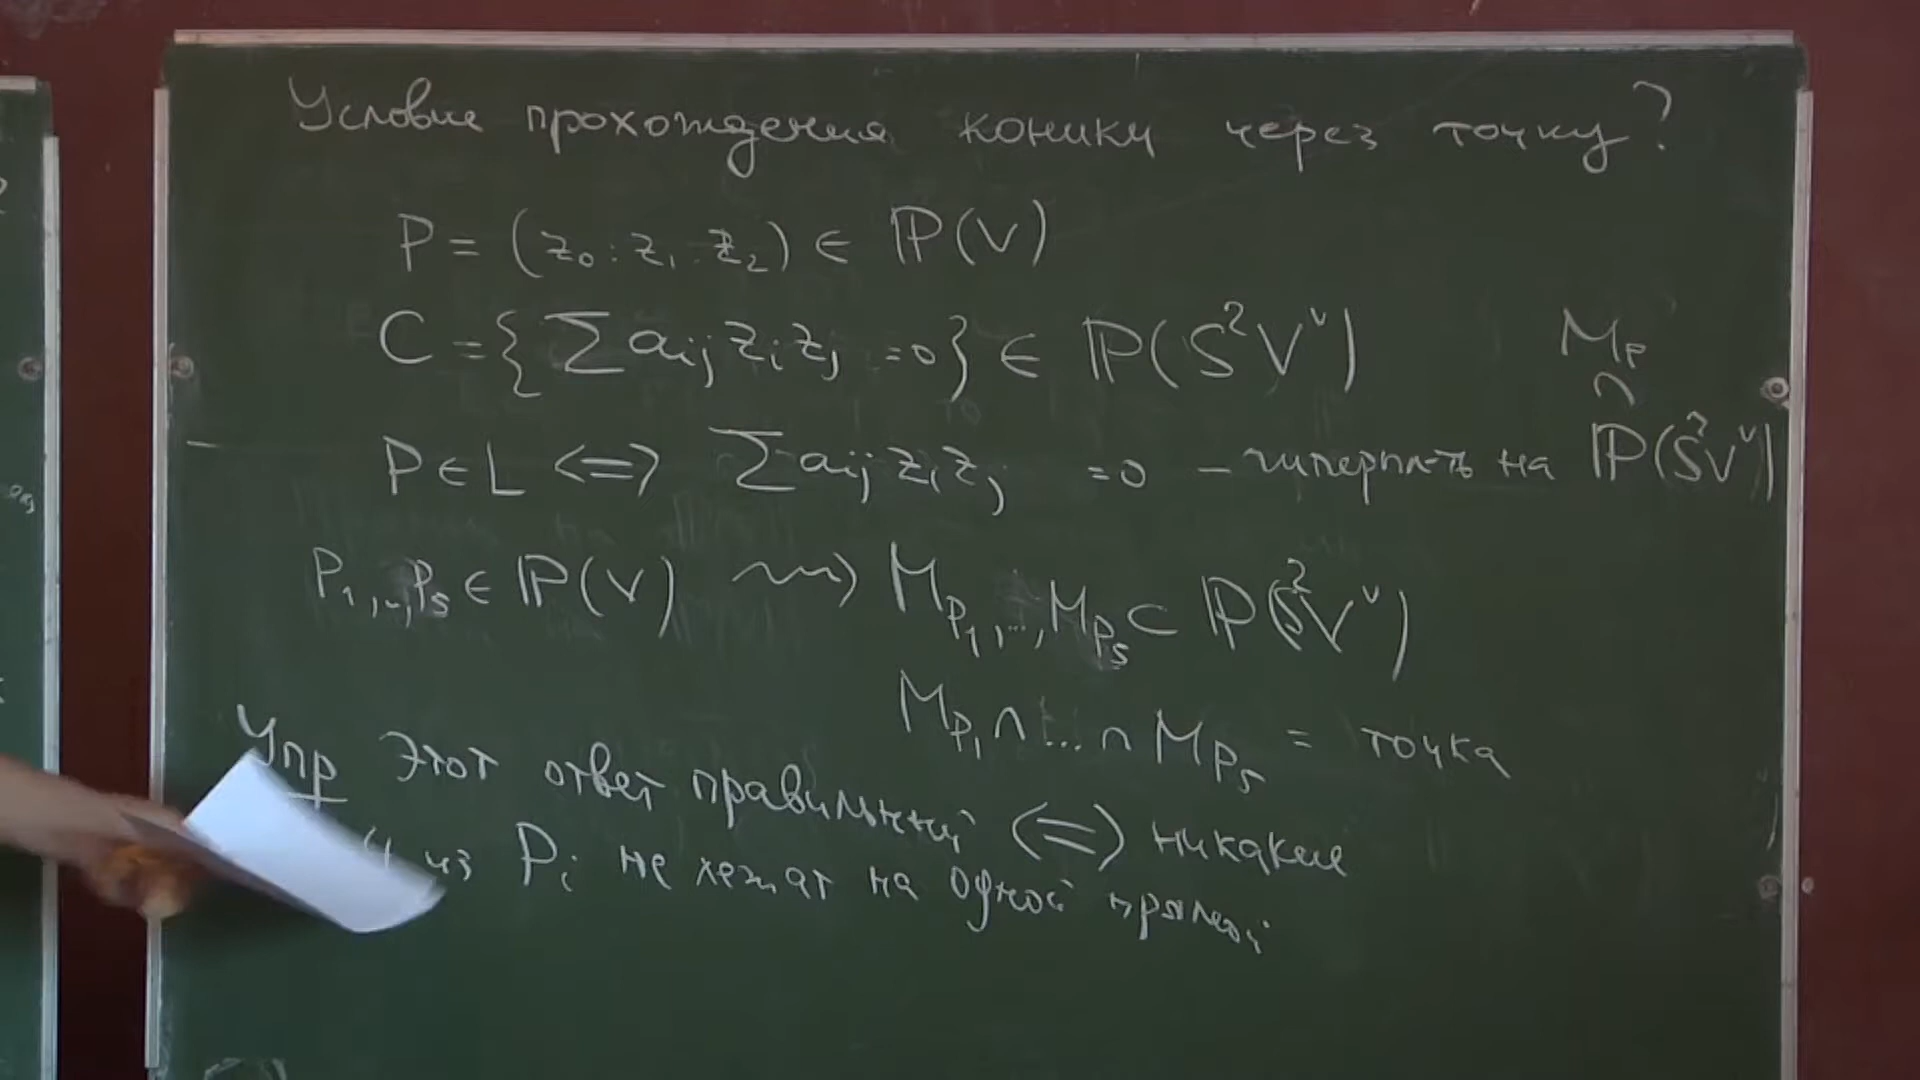 Условие прохождения коники через точку?
P = (z₀ : z₁ : z₂) ∈ ℙ(V)
C = { ∑ aᵢⱼ zᵢ zⱼ = 0 } ∈ ℙ(S²V^∨)
M_P
∩
P ∈ L <=> ∑ aᵢⱼ zᵢ zⱼ = 0 – гиперпл-ть на ℙ(S²V^∨)
P₁,..,P₅ ∈ ℙ(V) ⇝ M_{P₁},...,M_{P₅} ⊂ ℙ(S²V^∨)
M_{P₁} ∩ ... ∩ M_{P₅} = точка
Упр Этот ответ правильный <=> никакие
4 из Pᵢ не лежат на одной прямой